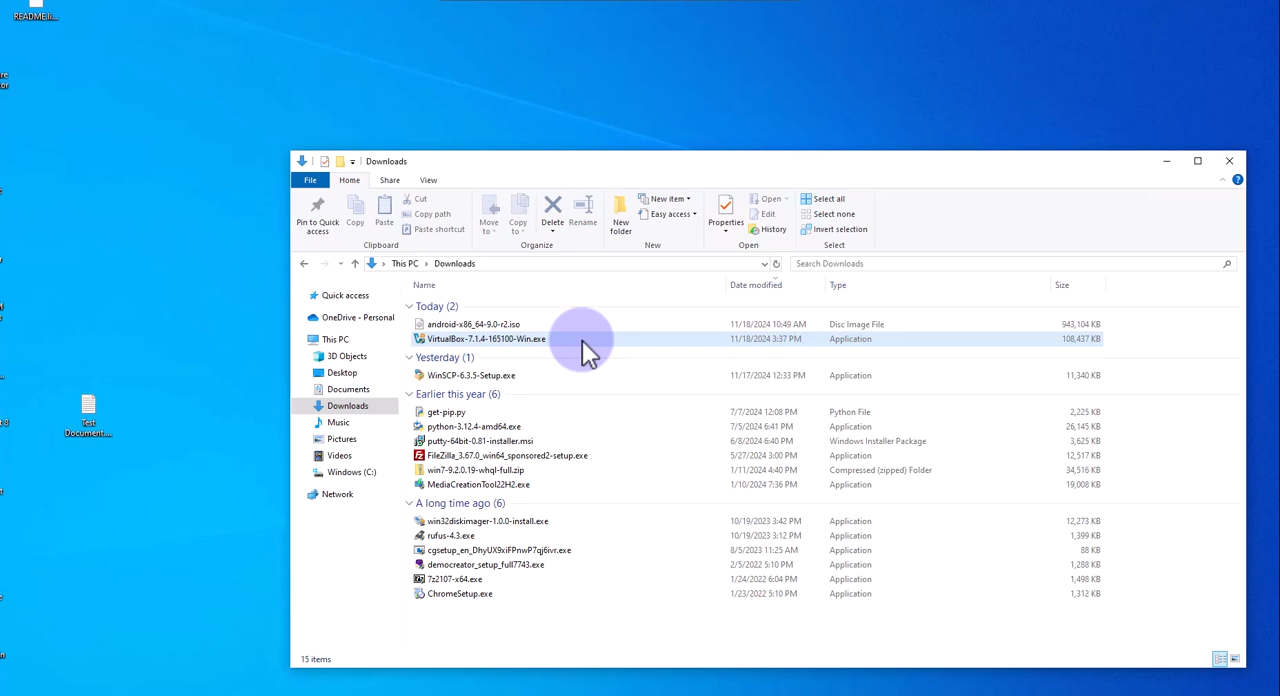 README.li...
re
tor
Test
Document....
Downloads
File Home Share View
Pin to Quick
access
Copy
Paste
Cut
Copy path
Paste shortcut
Clipboard
Move
to
Copy
to
Delete
Rename
Organize
New
folder
New item
Easy access
New
Properties
Open
Edit
History
Open
Select all
Select none
Invert selection
Select
This PC > Downloads
Search Downloads
Quick access
OneDrive - Personal
This PC
3D Objects
Desktop
Documents
Downloads
Music
Pictures
Videos
Windows (C:)
Network
Name Date modified Type Size
Today (2)
android-x86_64-9.0-r2.iso 11/18/2024 10:49 AM Disc Image File 943,104 KB
VirtualBox-7.1.4-165100-Win.exe 11/18/2024 3:37 PM Application 108,437 KB
Yesterday (1)
WinSCP-6.3.5-Setup.exe 11/17/2024 12:33 PM Application 11,340 KB
Earlier this year (6)
get-pip.py 7/7/2024 12:08 PM Python File 2,225 KB
python-3.12.4-amd64.exe 7/5/2024 6:41 PM Application 26,145 KB
putty-64bit-0.81-installer.msi 6/8/2024 6:40 PM Windows Installer Package 3,625 KB
FileZilla_3.67.0_win64_sponsored2-setup.exe 5/27/2024 3:00 PM Application 12,517 KB
win7-9.2.0.19-whql-full.zip 1/11/2024 4:40 PM Compressed (zipped) Folder 34,516 KB
MediaCreationTool22H2.exe 1/10/2024 7:36 PM Application 19,008 KB
A long time ago (6)
win32diskimager-1.0.0-install.exe 10/19/2023 3:42 PM Application 12,273 KB
rufus-4.3.exe 10/19/2023 3:12 PM Application 1,399 KB
cgsetup_en_DhyUX9xiFPnwP7qj6ivr.exe 8/5/2023 11:25 AM Application 88 KB
democreator_setup_full7743.exe 2/5/2022 5:10 PM Application 1,288 KB
7z2107-x64.exe 1/24/2022 6:04 PM Application 1,498 KB
ChromeSetup.exe 1/23/2022 5:10 PM Application 1,312 KB
15 items